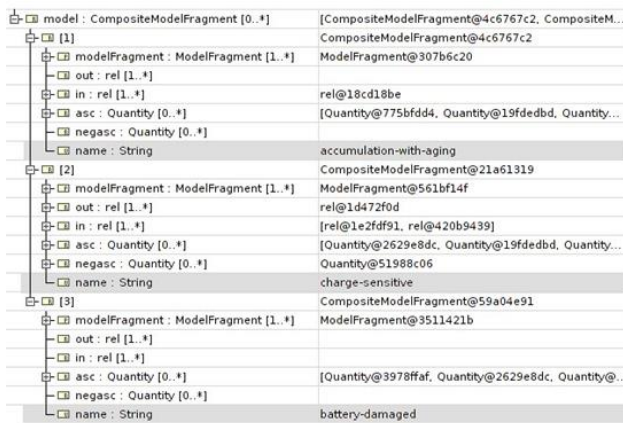 model : CompositeModelFragment [0..*] [CompositeModelFragment@4c6767c2, CompositeM...
[1] CompositeModelFragment@4c6767c2
modelFragment : ModelFragment [1..*] ModelFragment@307b6c20
out : rel [1..*]
in : rel [1..*] rel@18cd18be
asc : Quantity [0..*] [Quantity@775bfdd4, Quantity@19fdedbd, Quantity...
negasc : Quantity [0..*]
name : String accumulation-with-aging
[2] CompositeModelFragment@21a61319
modelFragment : ModelFragment [1..*] ModelFragment@561bf14f
out : rel [1..*] rel@1d472f0d
in : rel [1..*] [rel@1e2fdf91, rel@420b9439]
asc : Quantity [0..*] [Quantity@2629e8dc, Quantity@19fdedbd, Quantity...
negasc : Quantity [0..*] Quantity@51988c06
name : String charge-sensitive
[3] CompositeModelFragment@59a04e91
modelFragment : ModelFragment [1..*] ModelFragment@3511421b
out : rel [1..*]
in : rel [1..*]
asc : Quantity [0..*] [Quantity@3978ffaf, Quantity@2629e8dc, Quantity@..
negasc : Quantity [0..*]
name : String battery-damaged